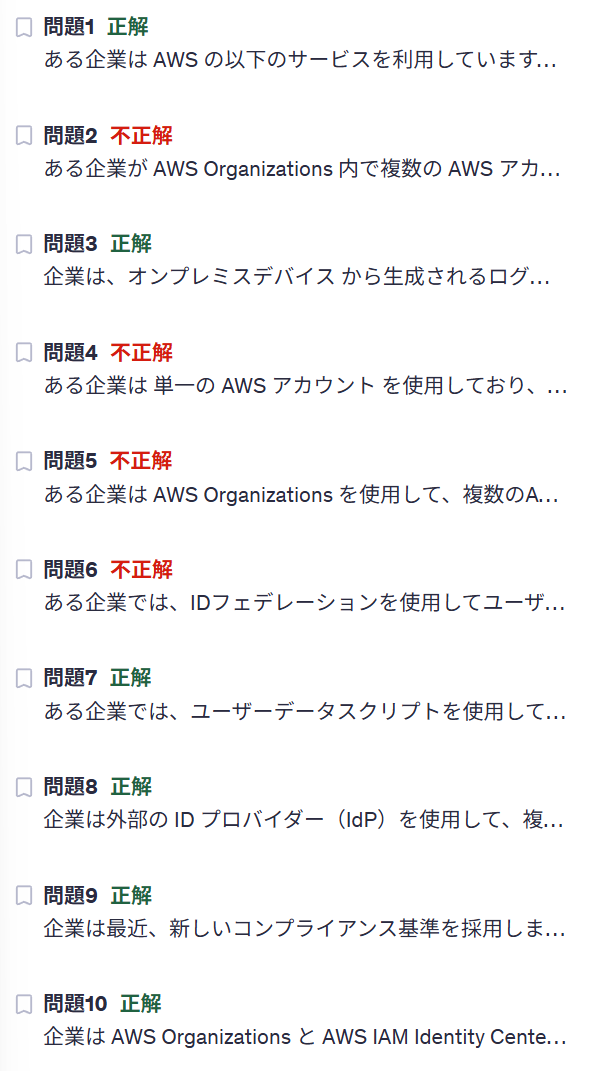 問題1 正解
ある企業は AWS の以下のサービスを利用しています...
問題2 不正解
ある企業が AWS Organizations 内で複数の AWS アカ...
問題3 正解
企業は、オンプレミスデバイス から生成されるログ...
問題4 不正解
ある企業は 単一の AWS アカウント を使用しており、...
問題5 不正解
ある企業は AWS Organizations を使用して、複数のA...
問題6 不正解
ある企業では、IDフェデレーションを使用してユーザ...
問題7 正解
ある企業では、ユーザーデータスクリプトを使用して...
問題8 正解
企業は外部の ID プロバイダー（IdP）を使用して、複...
問題9 正解
企業は最近、新しいコンプライアンス基準を採用しま...
問題10 正解
企業は AWS Organizations と AWS IAM Identity Cente...